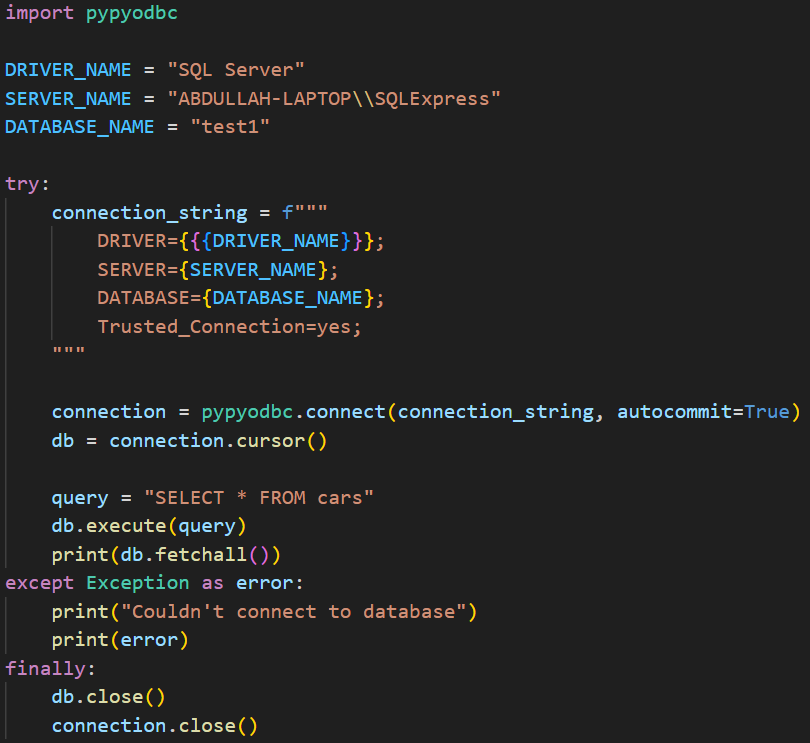 import pypyodbc

DRIVER_NAME = "SQL Server"
SERVER_NAME = "ABDULLAH-LAPTOP\\SQLExpress"
DATABASE_NAME = "test1"

try:
    connection_string = f"""
        DRIVER={{{DRIVER_NAME}}};
        SERVER={SERVER_NAME};
        DATABASE={DATABASE_NAME};
        Trusted_Connection=yes;
    """

    connection = pypyodbc.connect(connection_string, autocommit=True)
    db = connection.cursor()

    query = "SELECT * FROM cars"
    db.execute(query)
    print(db.fetchall())
except Exception as error:
    print("Couldn't connect to database")
    print(error)
finally:
    db.close()
    connection.close()